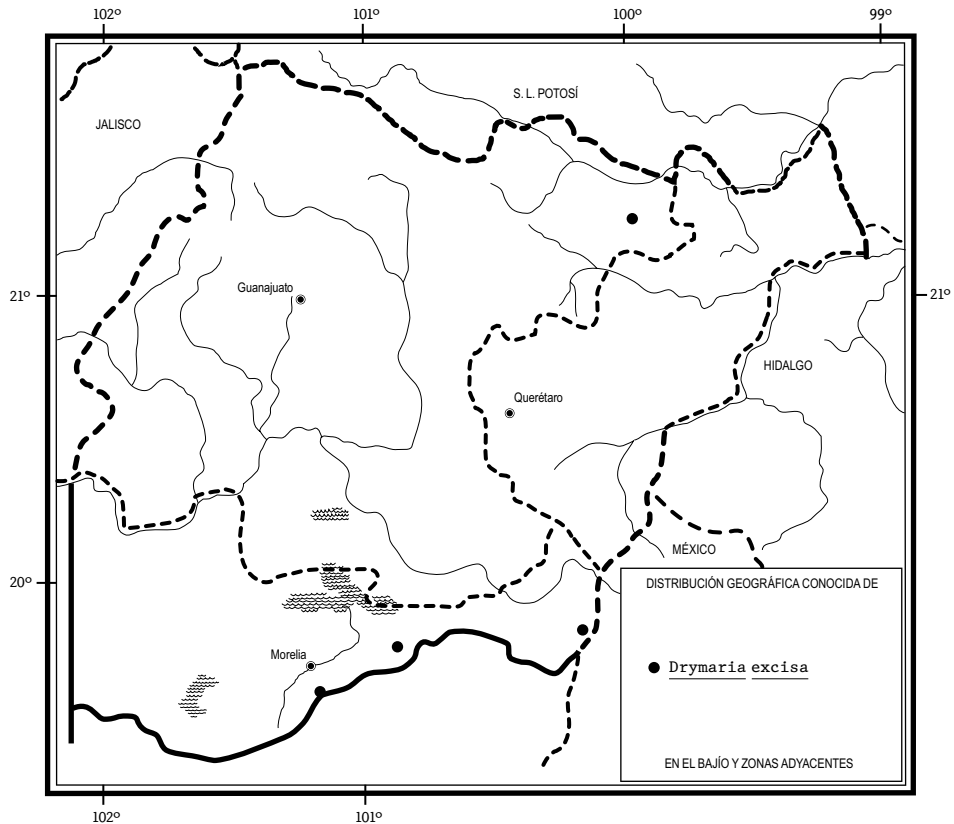 102º 101º 100º 99º
S. L. POTOSÍ
JALISCO
Guanajuato
21º 21º
HIDALGO
Querétaro
MÉXICO
20º
DISTRIBUCIÓN GEOGRÁFICA CONOCIDA DE
Morelia
Drymaria excisa
EN EL BAJÍO Y ZONAS ADYACENTES
102º 101º